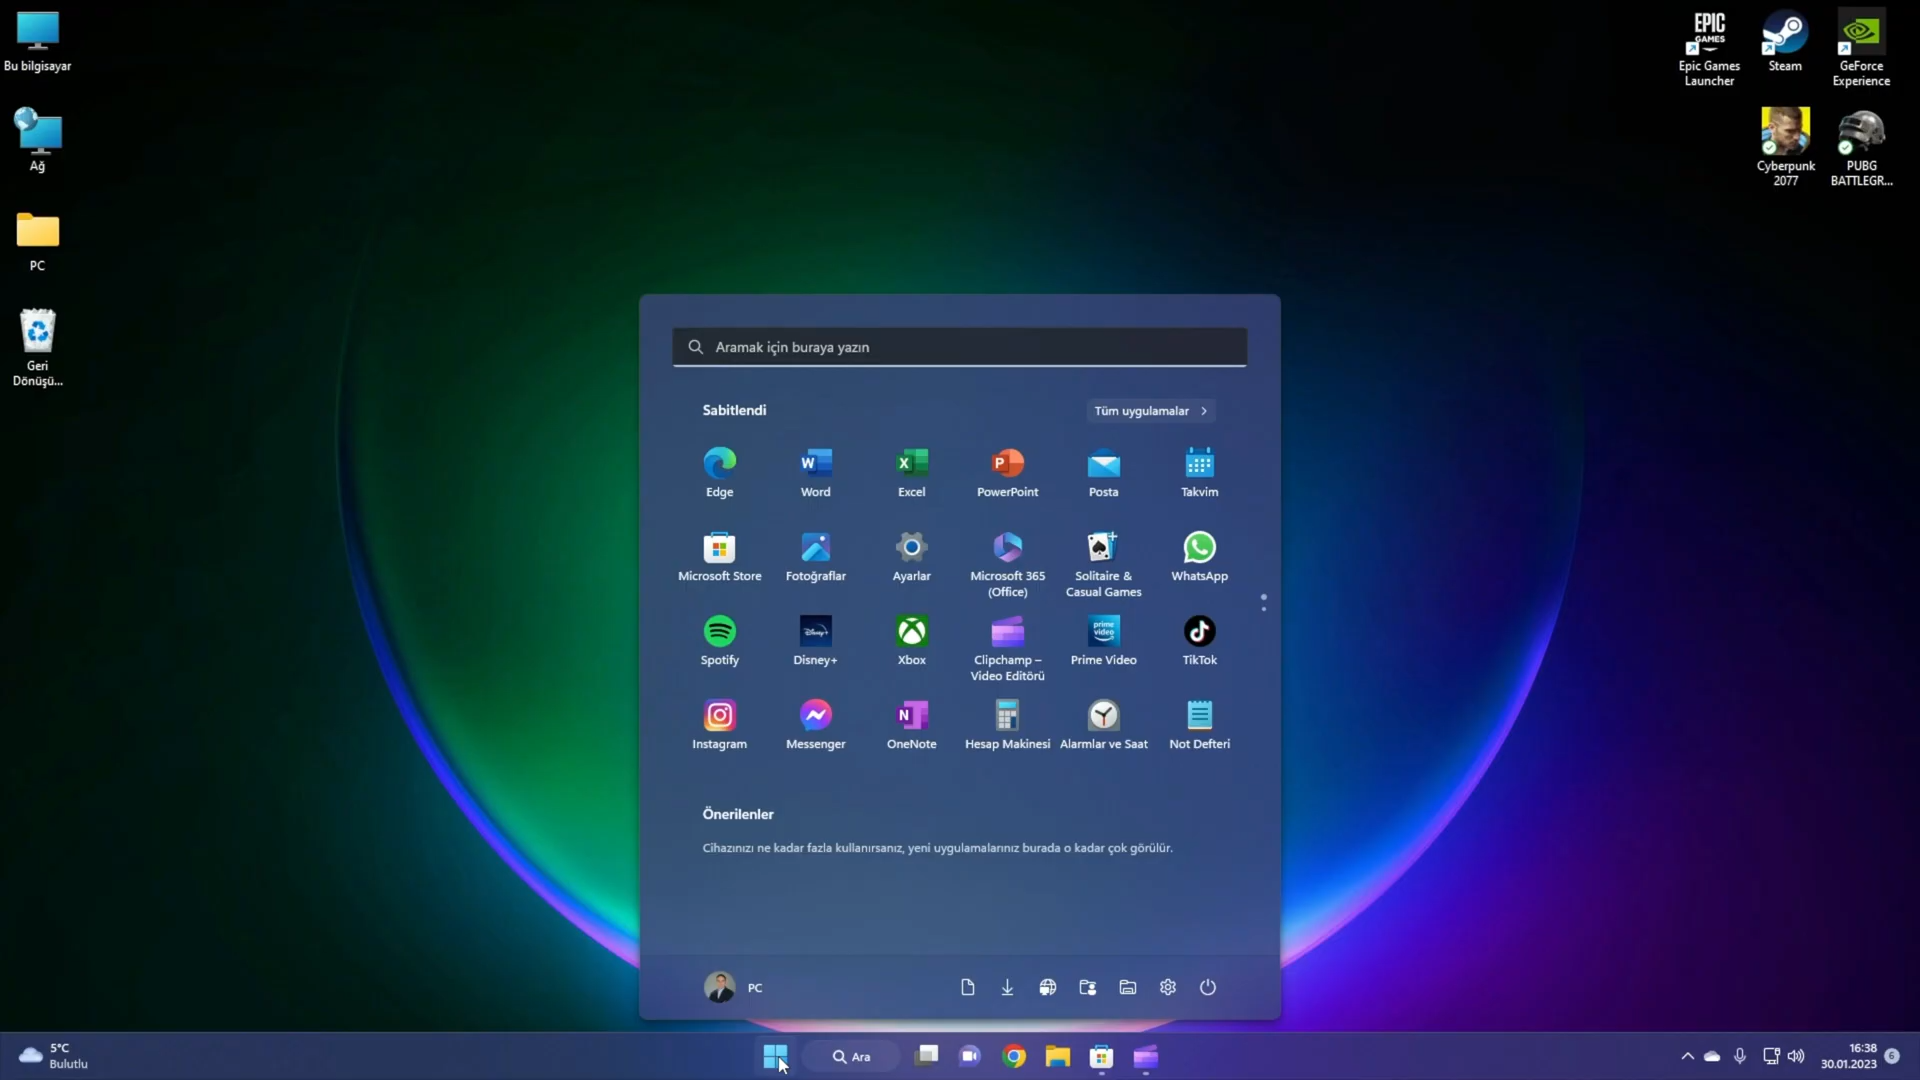 Bu bilgisayar
Ağ
PC
Geri
Dönüşü...
EPIC
GAMES
Epic Games
Launcher
Steam
GeForce
Experience
Cyberpunk
2077
PUBG
BATTLEGR...
Aramak için buraya yazın
Sabitlendi
Tüm uygulamalar
Edge
Word
Excel
PowerPoint
Posta
Takvim
Microsoft Store
Fotoğraflar
Ayarlar
Microsoft 365
(Office)
Solitaire &
Casual Games
WhatsApp
Spotify
Disney+
Xbox
Clipchamp –
Video Editörü
prime
video
Prime Video
TikTok
Instagram
Messenger
OneNote
Hesap Makinesi
Alarmlar ve Saat
Not Defteri
Önerilenler
Cihazınızı ne kadar fazla kullanırsanız, yeni uygulamalarınız burada o kadar çok görülür.
PC
5°C
Bulutlu
Ara
16:38
30.01.2023
6